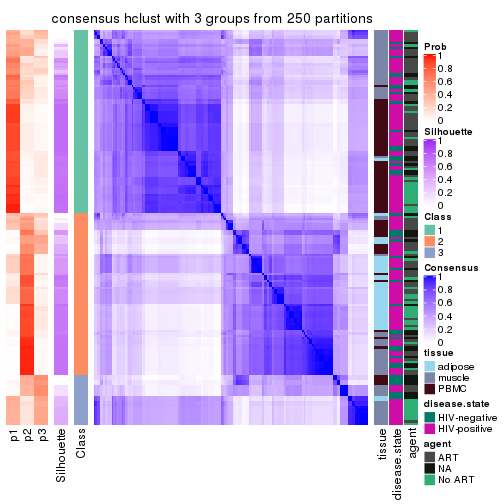 consensus hclust with 3 groups from 250 partitions
Prob
1
0.8
0.6
0.4
0.2
0
Silhouette
1
0.8
0.6
0.4
0.2
0
Class
1
2
3
Consensus
1
0.8
0.6
0.4
0.2
0
tissue
adipose
muscle
PBMC
disease.state
HIV-negative
HIV-positive
agent
ART
NA
No ART
p1
p2
p3
Silhouette
Class
tissue
disease.state
agent